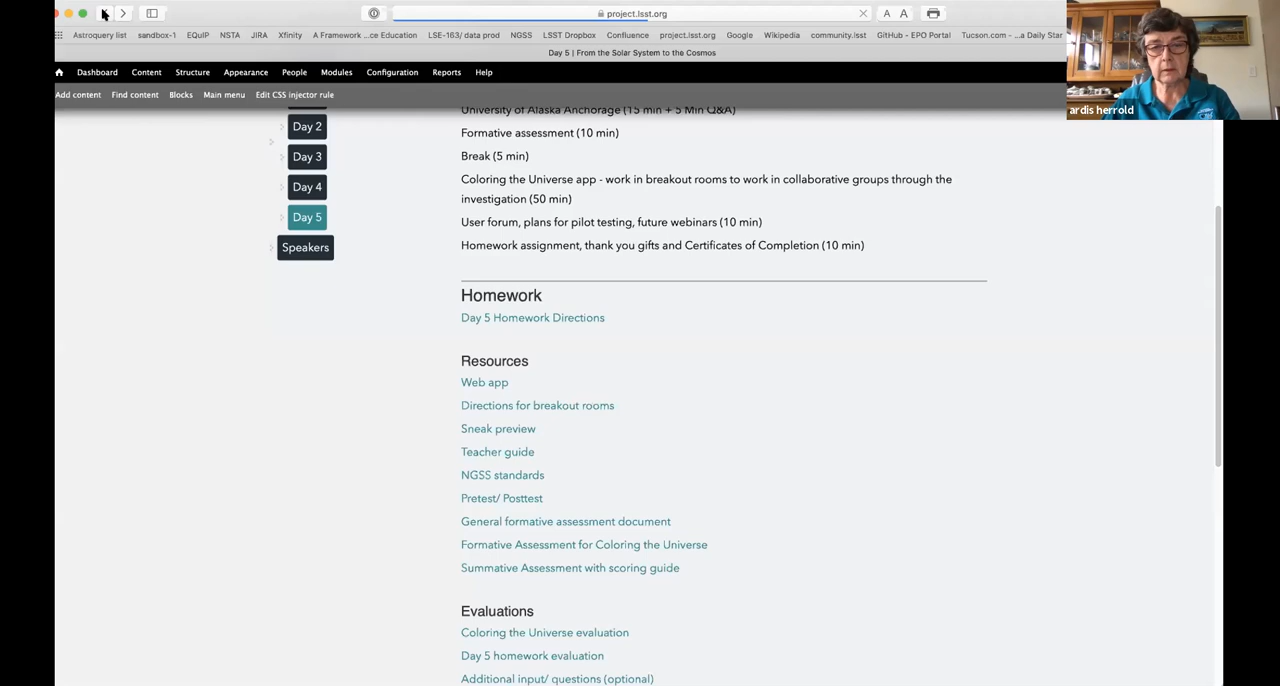 project.lsst.org
A A
Astroquery list sandbox-1 EQuIP NSTA JIRA Xfinity A Framework ...ce Education LSE-163/ data prod NGSS LSST Dropbox Confluence project.lsst.org Google Wikipedia community.lsst GitHub - EPO Portal Tucson.com - ...a Daily Star
Day 5 | From the Solar System to the Cosmos
Dashboard Content Structure Appearance People Modules Configuration Reports Help
Add content Find content Blocks Main menu Edit CSS injector rule
ardis herrold
Day 2
Day 3
Day 4
Day 5
Speakers
University of Alaska Anchorage (15 min + 5 Min Q&A)
Formative assessment (10 min)
Break (5 min)
Coloring the Universe app - work in breakout rooms to work in collaborative groups through the
investigation (50 min)
User forum, plans for pilot testing, future webinars (10 min)
Homework assignment, thank you gifts and Certificates of Completion (10 min)
Homework
Day 5 Homework Directions
Resources
Web app
Directions for breakout rooms
Sneak preview
Teacher guide
NGSS standards
Pretest/ Posttest
General formative assessment document
Formative Assessment for Coloring the Universe
Summative Assessment with scoring guide
Evaluations
Coloring the Universe evaluation
Day 5 homework evaluation
Additional input/ questions (optional)